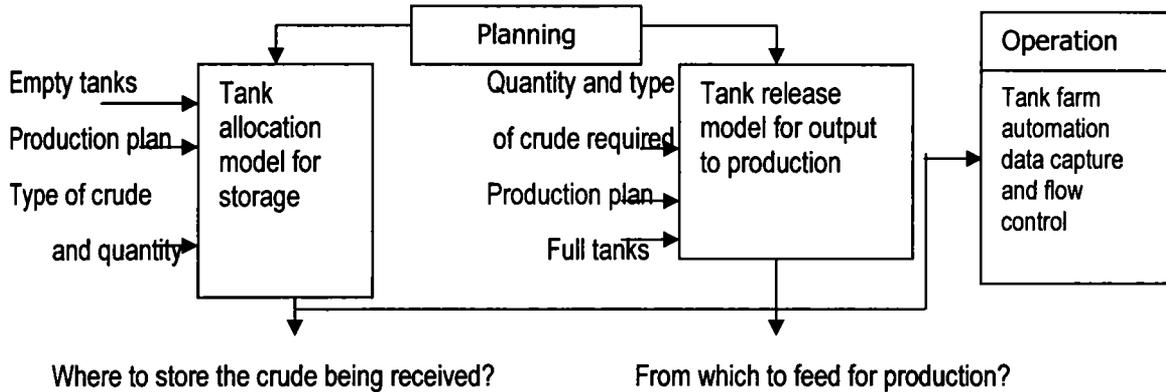 Planning
Operation
Empty tanks
Production plan
Type of crude
and quantity
Tank
allocation
model for
storage
Quantity and type
of crude required
Production plan
Full tanks
Tank release
model for output
to production
Tank farm
automation
data capture
and flow
control
Where to store the crude being received?
From which to feed for production?